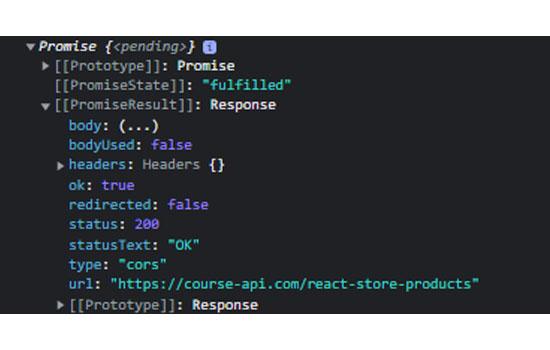 Promise {<pending>} i
[[Prototype]]: Promise
[[PromiseState]]: "fulfilled"
[[PromiseResult]]: Response
body: (...)
bodyUsed: false
headers: Headers {}
ok: true
redirected: false
status: 200
statusText: "OK"
type: "cors"
url: "https://course-api.com/react-store-products"
[[Prototype]]: Response